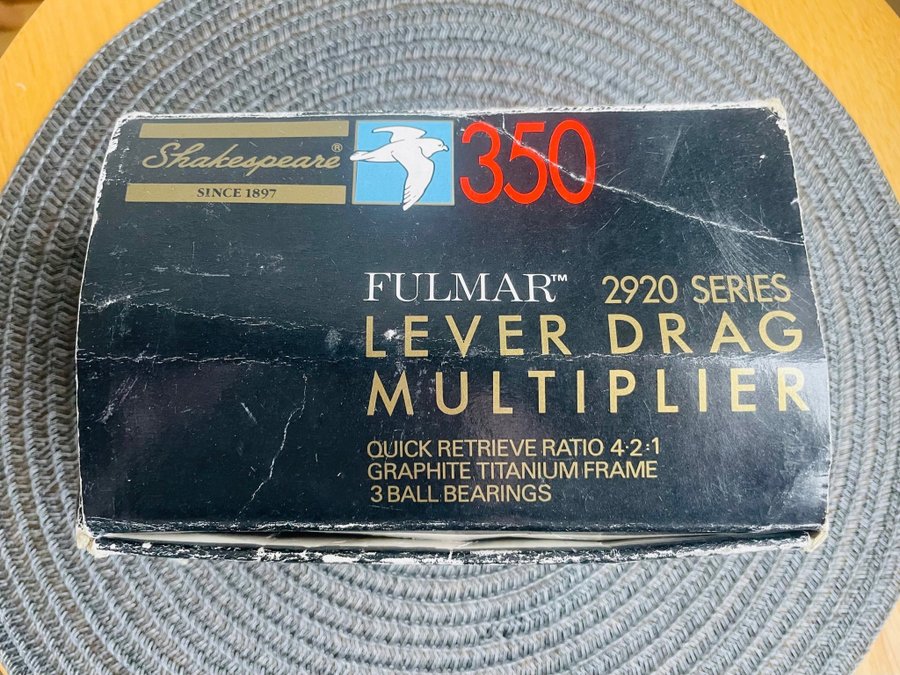 Shakespeare®
SINCE 1897
350
FULMAR™ 2920 SERIES
LEVER DRAG
MULTIPLIER
QUICK RETRIEVE RATIO 4·2:1
GRAPHITE TITANIUM FRAME
3 BALL BEARINGS